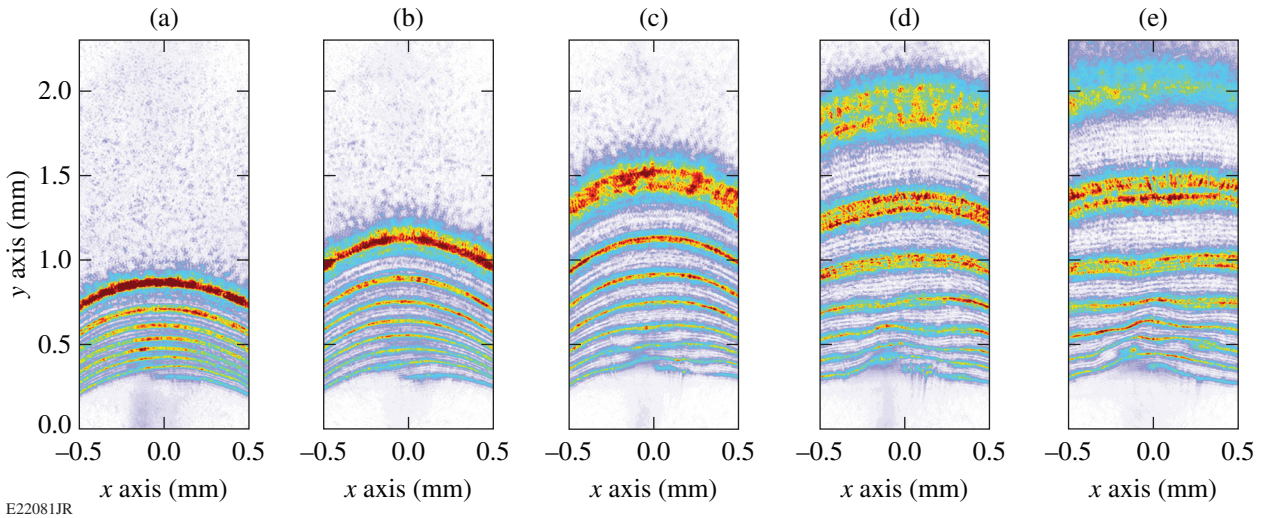 (a) (b) (c) (d) (e)
2.0
1.5
1.0
0.5
0.0
y axis (mm)
–0.5 0.0 0.5 –0.5 0.0 0.5 –0.5 0.0 0.5 –0.5 0.0 0.5 –0.5 0.0 0.5
x axis (mm) x axis (mm) x axis (mm) x axis (mm) x axis (mm)
E22081JR